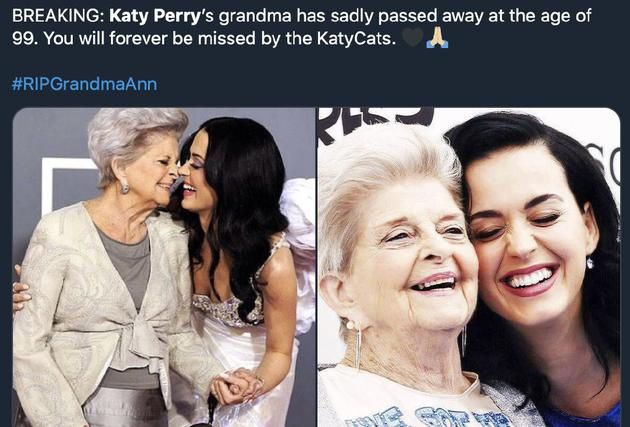 BREAKING: Katy Perry's grandma has sadly passed away at the age of
99. You will forever be missed by the KatyCats. 🖤🙏🏼
#RIPGrandmaAnn